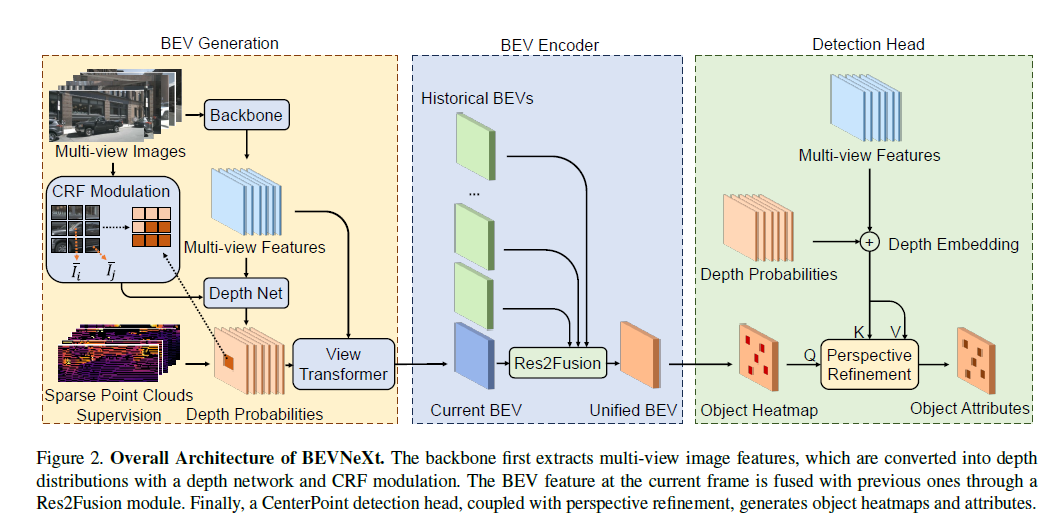 BEV Generation
BEV Encoder
Detection Head
Multi-view Images
Backbone
CRF Modulation
Īᵢ
Īⱼ
Multi-view Features
Depth Net
Sparse Point Clouds
Supervision
Depth Probabilities
View
Transformer
Historical BEVs
...
Current BEV
Res2Fusion
Unified BEV
Multi-view Features
Depth Probabilities
+
Depth Embedding
K
V
Q
Perspective
Refinement
Object Heatmap
Object Attributes
Figure 2. Overall Architecture of BEVNeXt. The backbone first extracts multi-view image features, which are converted into depth
distributions with a depth network and CRF modulation. The BEV feature at the current frame is fused with previous ones through a
Res2Fusion module. Finally, a CenterPoint detection head, coupled with perspective refinement, generates object heatmaps and attributes.